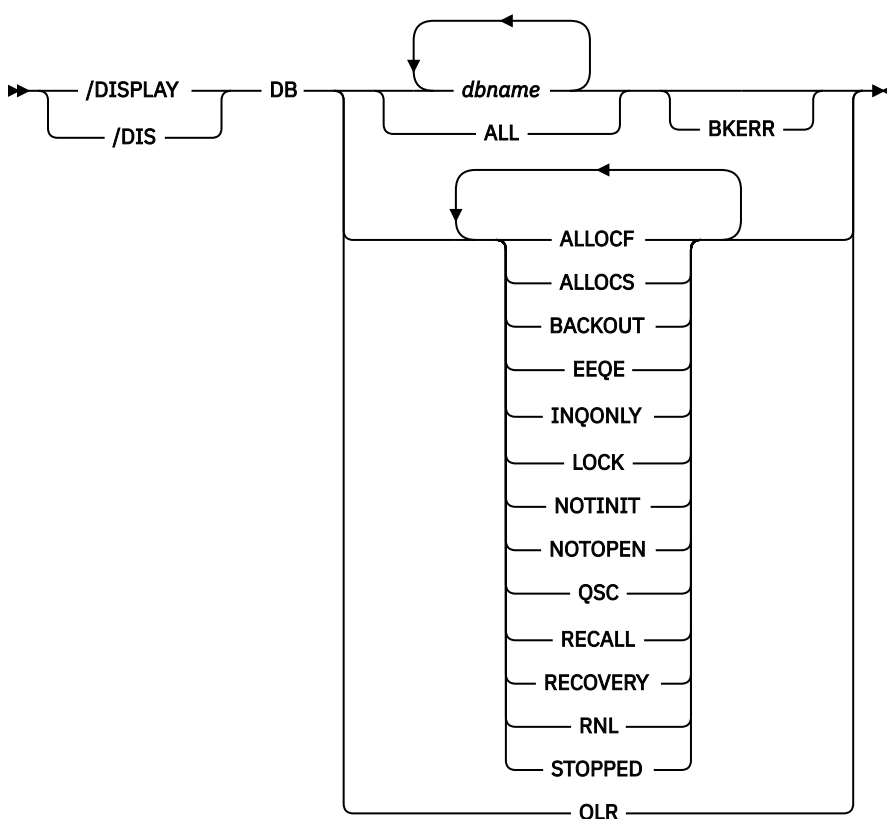 /DISPLAY DB dbname
/DIS ALL BKERR
ALLOCF
ALLOCS
BACKOUT
EEQE
INQONLY
LOCK
NOTINIT
NOTOPEN
QSC
RECALL
RECOVERY
RNL
STOPPED
OLR